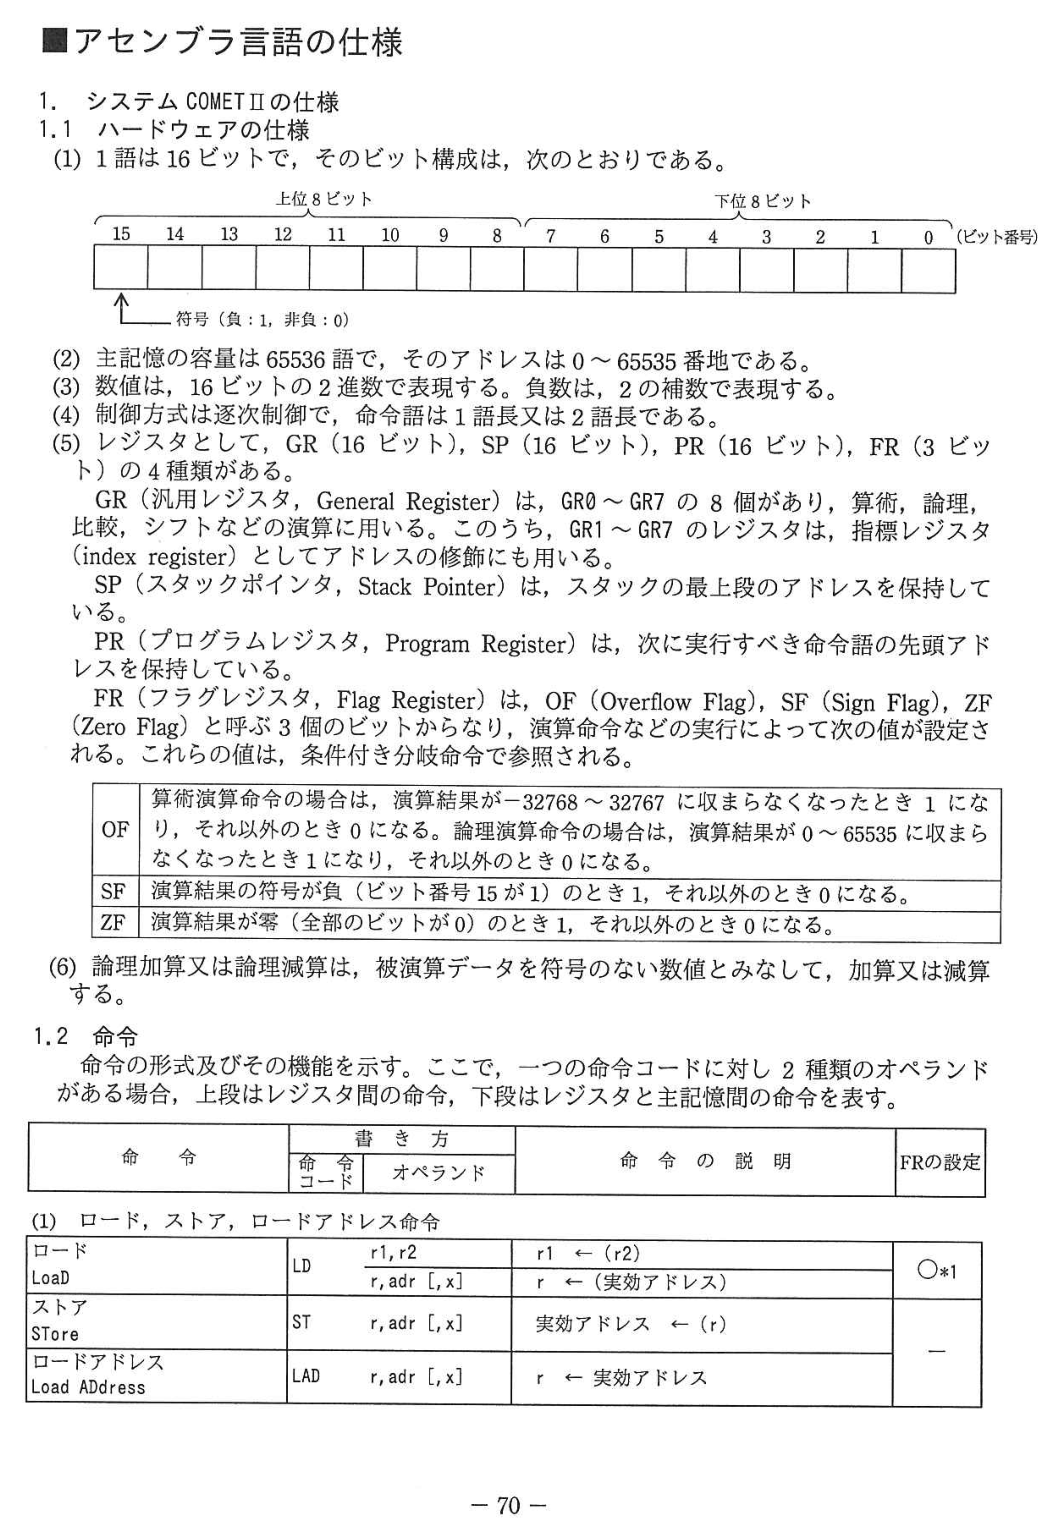 ■アセンブラ言語の仕様
1. システム COMETⅡの仕様
1.1 ハードウェアの仕様
(1) 1語は16ビットで，そのビット構成は，次のとおりである。
上位8ビット 下位8ビット
15 14 13 12 11 10 9 8 7 6 5 4 3 2 1 0 (ビット番号)
符号（負：1，非負：0）
(2) 主記憶の容量は65536語で，そのアドレスは0～65535番地である。
(3) 数値は，16ビットの2進数で表現する。負数は，2の補数で表現する。
(4) 制御方式は逐次制御で，命令語は1語長又は2語長である。
(5) レジスタとして，GR（16 ビット），SP（16 ビット），PR（16 ビット），FR（3 ビッ
ト）の4種類がある。
GR（汎用レジスタ，General Register）は，GR0～GR7 の 8 個があり，算術，論理，
比較，シフトなどの演算に用いる。このうち，GR1～GR7 のレジスタは，指標レジスタ
（index register）としてアドレスの修飾にも用いる。
SP（スタックポインタ，Stack Pointer）は，スタックの最上段のアドレスを保持して
いる。
PR（プログラムレジスタ，Program Register）は，次に実行すべき命令語の先頭アド
レスを保持している。
FR（フラグレジスタ，Flag Register）は，OF（Overflow Flag），SF（Sign Flag），ZF
（Zero Flag）と呼ぶ 3 個のビットからなり，演算命令などの実行によって次の値が設定さ
れる。これらの値は，条件付き分岐命令で参照される。
OF 算術演算命令の場合は，演算結果が－32768～32767 に収まらなくなったとき 1 にな
り，それ以外のとき0になる。論理演算命令の場合は，演算結果が0～65535に収まら
なくなったとき1になり，それ以外のとき0になる。
SF 演算結果の符号が負（ビット番号15が1）のとき1，それ以外のとき0になる。
ZF 演算結果が零（全部のビットが0）のとき1，それ以外のとき0になる。
(6) 論理加算又は論理減算は，被演算データを符号のない数値とみなして，加算又は減算
する。
1.2 命令
命令の形式及びその機能を示す。ここで，一つの命令コードに対し 2 種類のオペランド
がある場合，上段はレジスタ間の命令，下段はレジスタと主記憶間の命令を表す。
命 令 書 き 方 命 令 の 説 明 FRの設定
命 令
コード オペランド
(1) ロード，ストア，ロードアドレス命令
ロード
LoaD LD r1,r2 r1 ← (r2) ○*1
r,adr [,x] r ← (実効アドレス)
ストア
STore ST r,adr [,x] 実効アドレス ← (r) －
ロードアドレス
Load ADdress LAD r,adr [,x] r ← 実効アドレス
－ 70 －